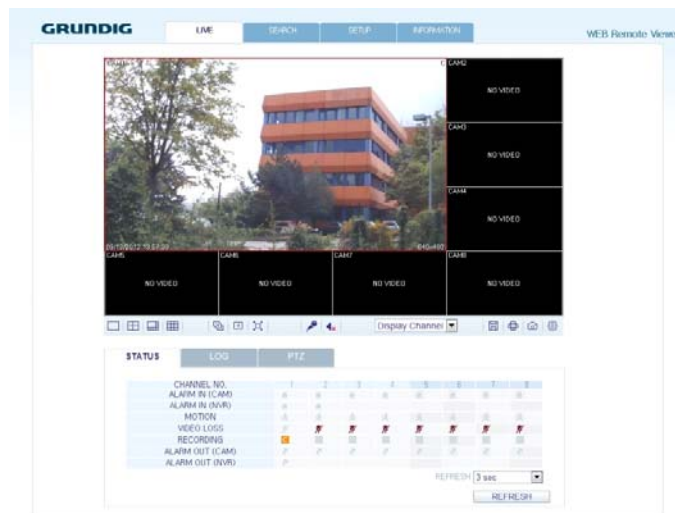 GRUNDIG
LIVE SEARCH SETUP INFORMATION
WEB Remote Viewe
CAM2
NO VIDEO
CAM3
NO VIDEO
CAM4
NO VIDEO
640x480
CAM5 CAM6 CAM7 CAM8
NO VIDEO NO VIDEO NO VIDEO NO VIDEO
Display Channel
STATUS LOG PTZ
CHANNEL NO. 1 2 3 4 5 6 7 8
ALARM IN (CAM)
ALARM IN (NVR)
MOTION
VIDEO LOSS
RECORDING C
ALARM OUT (CAM)
ALARM OUT (NVR)
REFRESH 3 sec
REFRESH